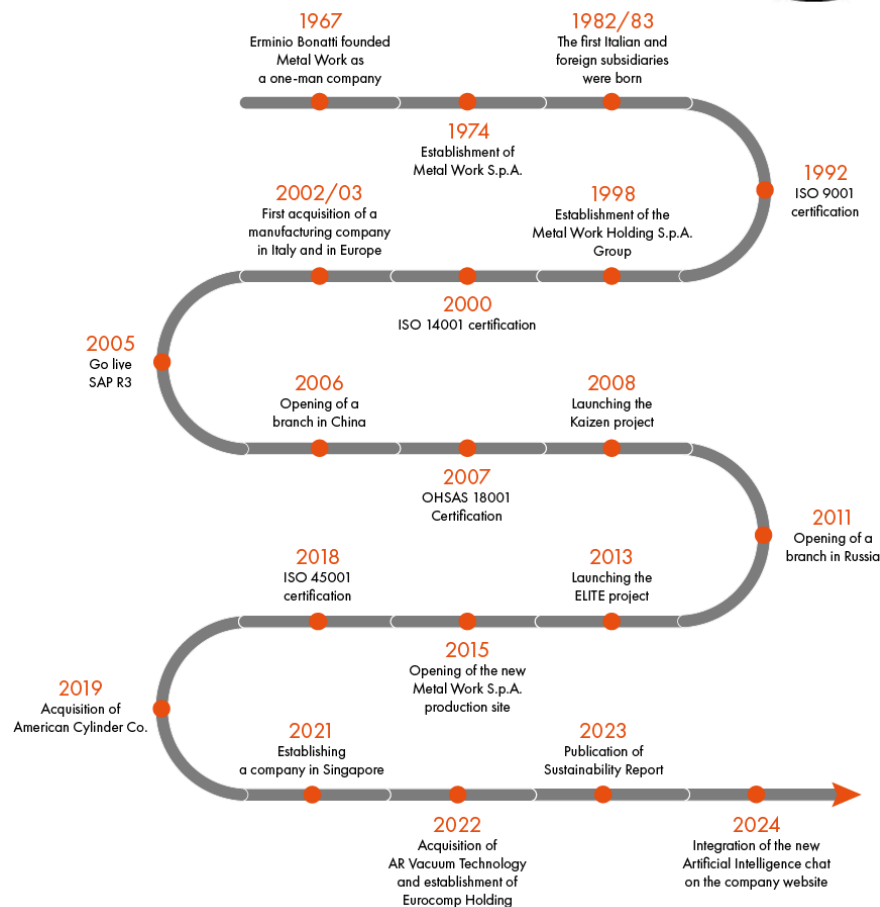 1967
Erminio Bonatti founded
Metal Work as
a one-man company
1974
Establishment of
Metal Work S.p.A.
1982/83
The first Italian and
foreign subsidiaries
were born
1992
ISO 9001
certification
1998
Establishment of the
Metal Work Holding S.p.A.
Group
2000
ISO 14001 certification
2002/03
First acquisition of a
manufacturing company
in Italy and in Europe
2005
Go live
SAP R3
2006
Opening of a
branch in China
2007
OHSAS 18001
Certification
2008
Launching the
Kaizen project
2011
Opening of a
branch in Russia
2013
Launching the
ELITE project
2015
Opening of the new
Metal Work S.p.A.
production site
2018
ISO 45001
certification
2019
Acquisition of
American Cylinder Co.
2021
Establishing
a company in Singapore
2022
Acquisition of
AR Vacuum Technology
and establishment of
Eurocomp Holding
2023
Publication of
Sustainability Report
2024
Integration of the new
Artificial Intelligence chat
on the company website